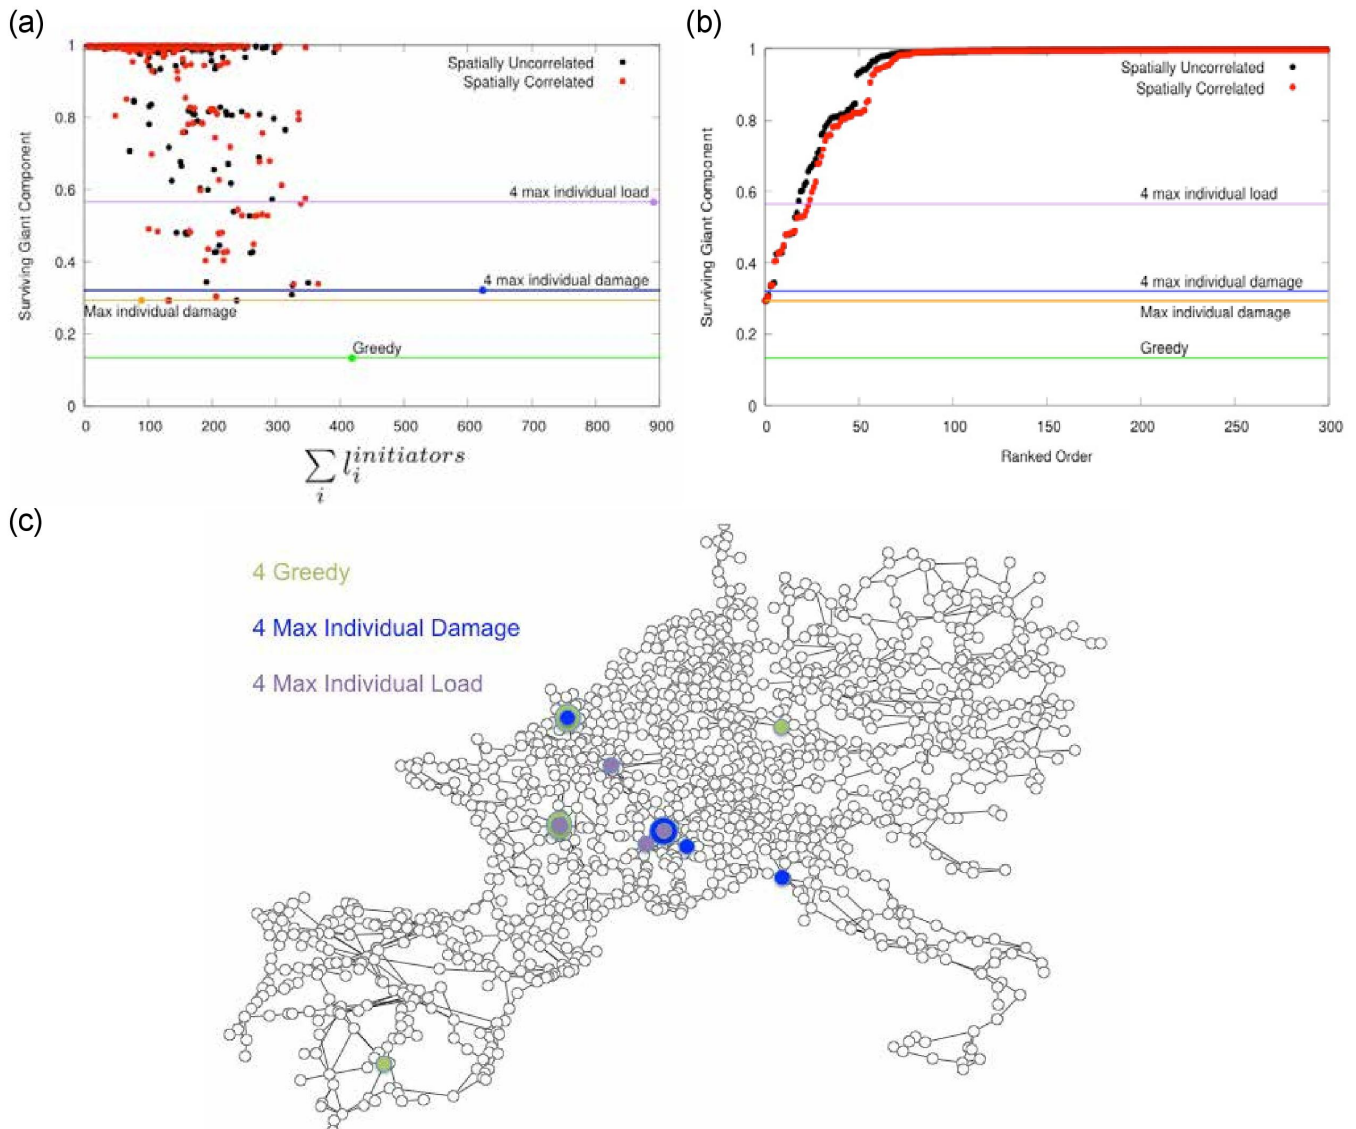 (a)
Surviving Giant Component
1
0.8
0.6
0.4
0.2
0
Spatially Uncorrelated
Spatially Correlated
4 max individual load
4 max individual damage
Max individual damage
Greedy
0 100 200 300 400 500 600 700 800 900
∑_i l_i^{initiators}
(b)
Surviving Giant Component
1
0.8
0.6
0.4
0.2
0
Spatially Uncorrelated
Spatially Correlated
4 max individual load
4 max individual damage
Max individual damage
Greedy
0 50 100 150 200 250 300
Ranked Order
(c)
4 Greedy
4 Max Individual Damage
4 Max Individual Load